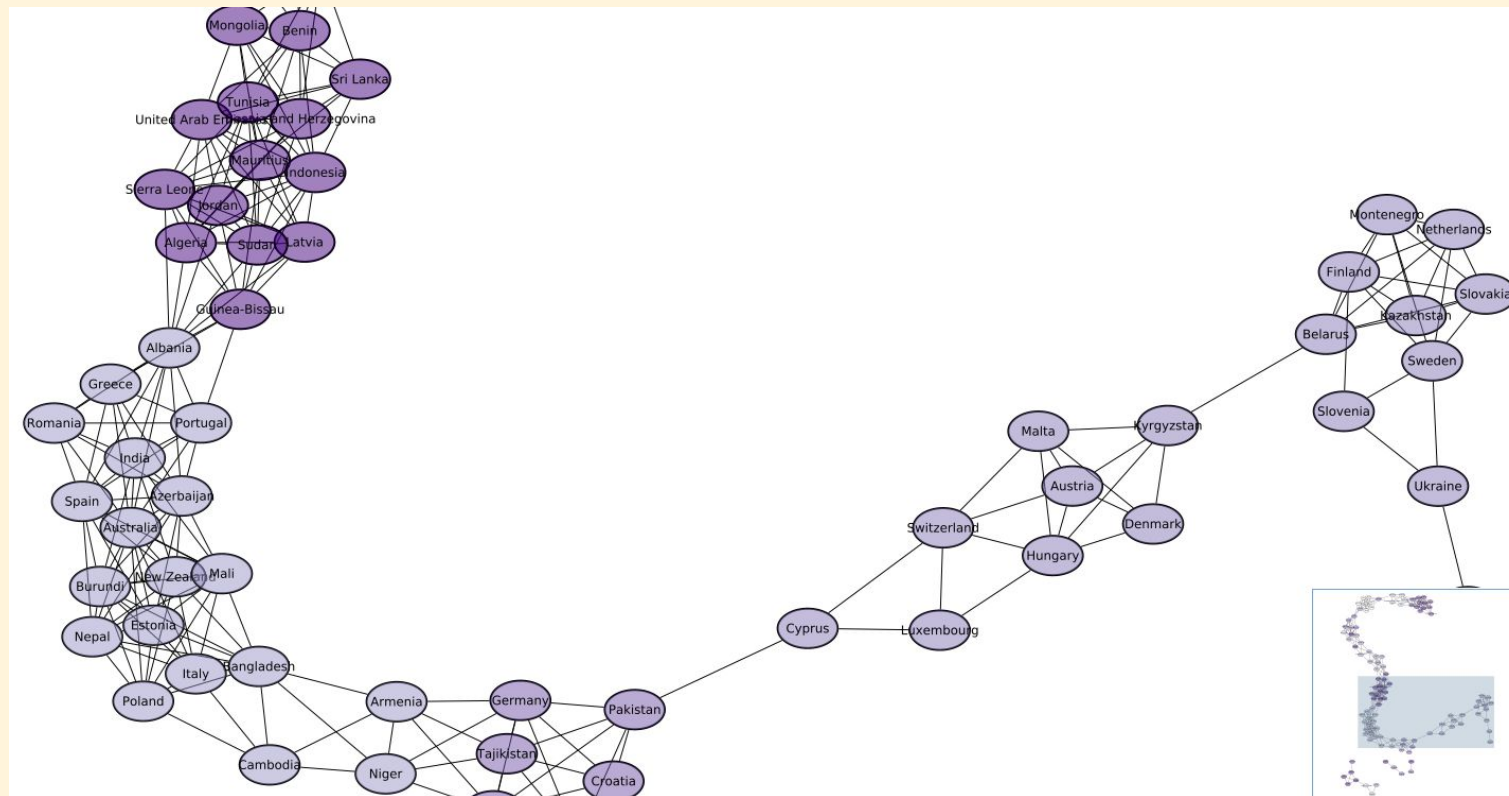 Mongolia
Benin
Sri Lanka
Tunisia
United Arab
and Herzegovina
Mauritius
Indonesia
Sierra Leone
Jordan
Algeria
Sudan
Latvia
Guinea-Bissau
Albania
Greece
Romania
Portugal
India
Spain
Azerbaijan
Australia
Burundi
New Zealand
Mali
Nepal
Estonia
Italy
Bangladesh
Poland
Cambodia
Armenia
Niger
Germany
Pakistan
Tajikistan
Croatia
Cyprus
Luxembourg
Switzerland
Hungary
Denmark
Austria
Malta
Kyrgyzstan
Montenegro
Netherlands
Finland
Slovakia
Kazakhstan
Belarus
Sweden
Slovenia
Ukraine